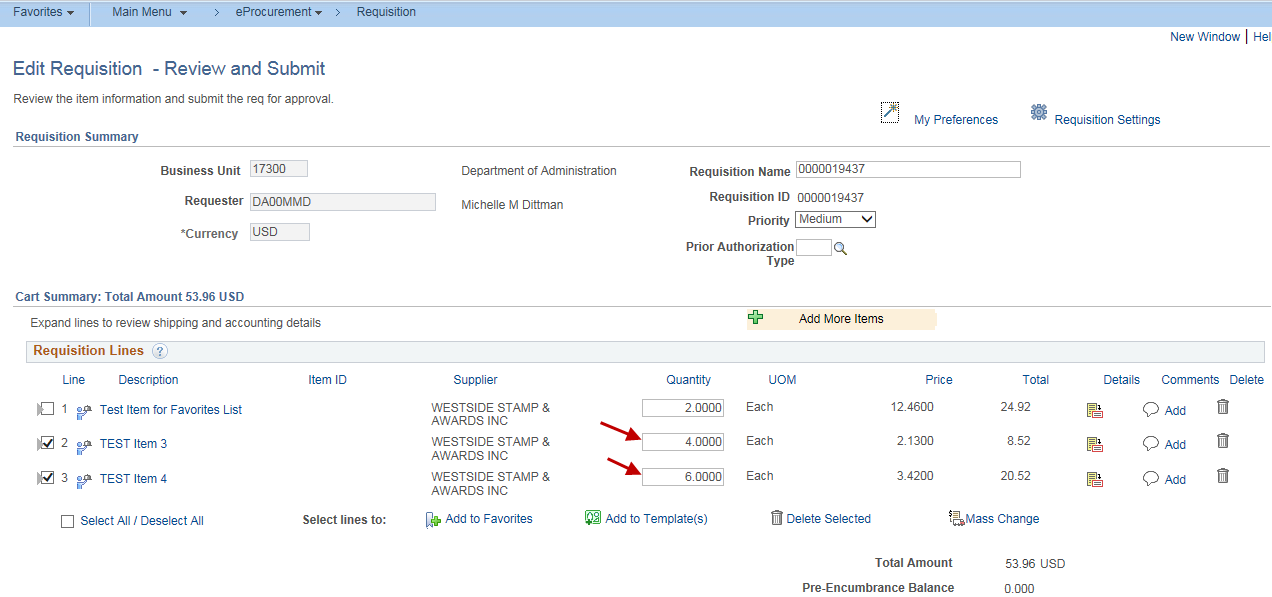 Favorites Main Menu > eProcurement > Requisition
New Window Hel
Edit Requisition - Review and Submit
Review the item information and submit the req for approval.
My Preferences Requisition Settings
Requisition Summary
Business Unit 17300 Department of Administration Requisition Name 0000019437
Requester DA00MMD Michelle M Dittman Requisition ID 0000019437
*Currency USD Priority Medium
Prior Authorization
Type
Cart Summary: Total Amount 53.96 USD
Expand lines to review shipping and accounting details
Add More Items
Requisition Lines ?
Line Description Item ID Supplier Quantity UOM Price Total Details Comments Delete
1 Test Item for Favorites List WESTSIDE STAMP & 2.0000 Each 12.4600 24.92 Add
AWARDS INC
2 TEST Item 3 WESTSIDE STAMP & 4.0000 Each 2.1300 8.52 Add
AWARDS INC
3 TEST Item 4 WESTSIDE STAMP & 6.0000 Each 3.4200 20.52 Add
AWARDS INC
Select All / Deselect All Select lines to: Add to Favorites Add to Template(s) Delete Selected Mass Change
Total Amount 53.96 USD
Pre-Encumbrance Balance 0.000